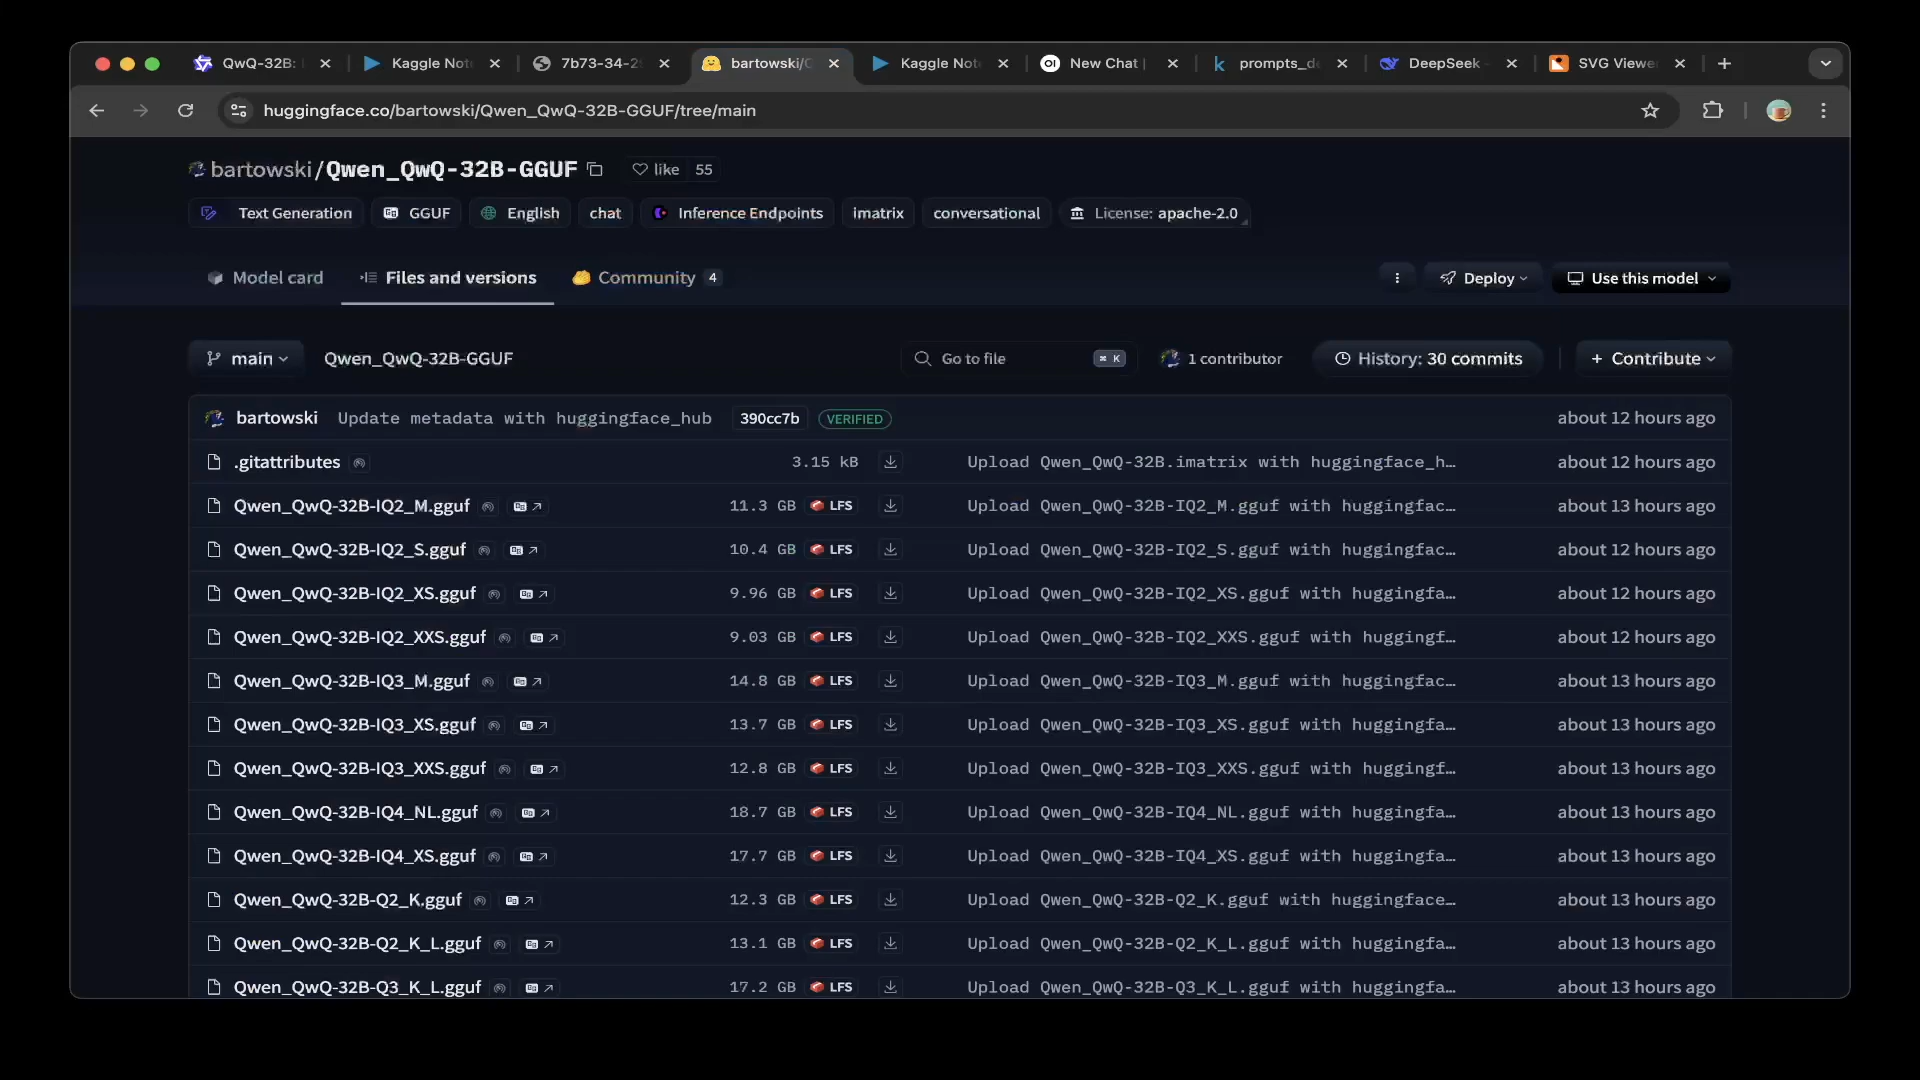 QwQ-32B: Kaggle Not 7b73-34-2 bartowski/Q Kaggle Not New Chat prompts_de DeepSeek - SVG Viewer
huggingface.co/bartowski/Qwen_QwQ-32B-GGUF/tree/main
bartowski/Qwen_QwQ-32B-GGUF like 55
Text Generation GGUF English chat Inference Endpoints imatrix conversational License: apache-2.0
Model card Files and versions Community 4 Deploy Use this model
main Qwen_QwQ-32B-GGUF Go to file ⌘ K 1 contributor History: 30 commits + Contribute
bartowski Update metadata with huggingface_hub 390cc7b VERIFIED about 12 hours ago
.gitattributes 3.15 kB Upload Qwen_QwQ-32B.imatrix with huggingface_h… about 12 hours ago
Qwen_QwQ-32B-IQ2_M.gguf 11.3 GB LFS Upload Qwen_QwQ-32B-IQ2_M.gguf with huggingfac… about 13 hours ago
Qwen_QwQ-32B-IQ2_S.gguf 10.4 GB LFS Upload Qwen_QwQ-32B-IQ2_S.gguf with huggingfac… about 12 hours ago
Qwen_QwQ-32B-IQ2_XS.gguf 9.96 GB LFS Upload Qwen_QwQ-32B-IQ2_XS.gguf with huggingfa… about 12 hours ago
Qwen_QwQ-32B-IQ2_XXS.gguf 9.03 GB LFS Upload Qwen_QwQ-32B-IQ2_XXS.gguf with huggingf… about 12 hours ago
Qwen_QwQ-32B-IQ3_M.gguf 14.8 GB LFS Upload Qwen_QwQ-32B-IQ3_M.gguf with huggingfac… about 13 hours ago
Qwen_QwQ-32B-IQ3_XS.gguf 13.7 GB LFS Upload Qwen_QwQ-32B-IQ3_XS.gguf with huggingfa… about 13 hours ago
Qwen_QwQ-32B-IQ3_XXS.gguf 12.8 GB LFS Upload Qwen_QwQ-32B-IQ3_XXS.gguf with huggingf… about 13 hours ago
Qwen_QwQ-32B-IQ4_NL.gguf 18.7 GB LFS Upload Qwen_QwQ-32B-IQ4_NL.gguf with huggingfa… about 13 hours ago
Qwen_QwQ-32B-IQ4_XS.gguf 17.7 GB LFS Upload Qwen_QwQ-32B-IQ4_XS.gguf with huggingfa… about 13 hours ago
Qwen_QwQ-32B-Q2_K.gguf 12.3 GB LFS Upload Qwen_QwQ-32B-Q2_K.gguf with huggingface… about 13 hours ago
Qwen_QwQ-32B-Q2_K_L.gguf 13.1 GB LFS Upload Qwen_QwQ-32B-Q2_K_L.gguf with huggingfa… about 13 hours ago
Qwen_QwQ-32B-Q3_K_L.gguf 17.2 GB LFS Upload Qwen_QwQ-32B-Q3_K_L.gguf with huggingfa… about 13 hours ago